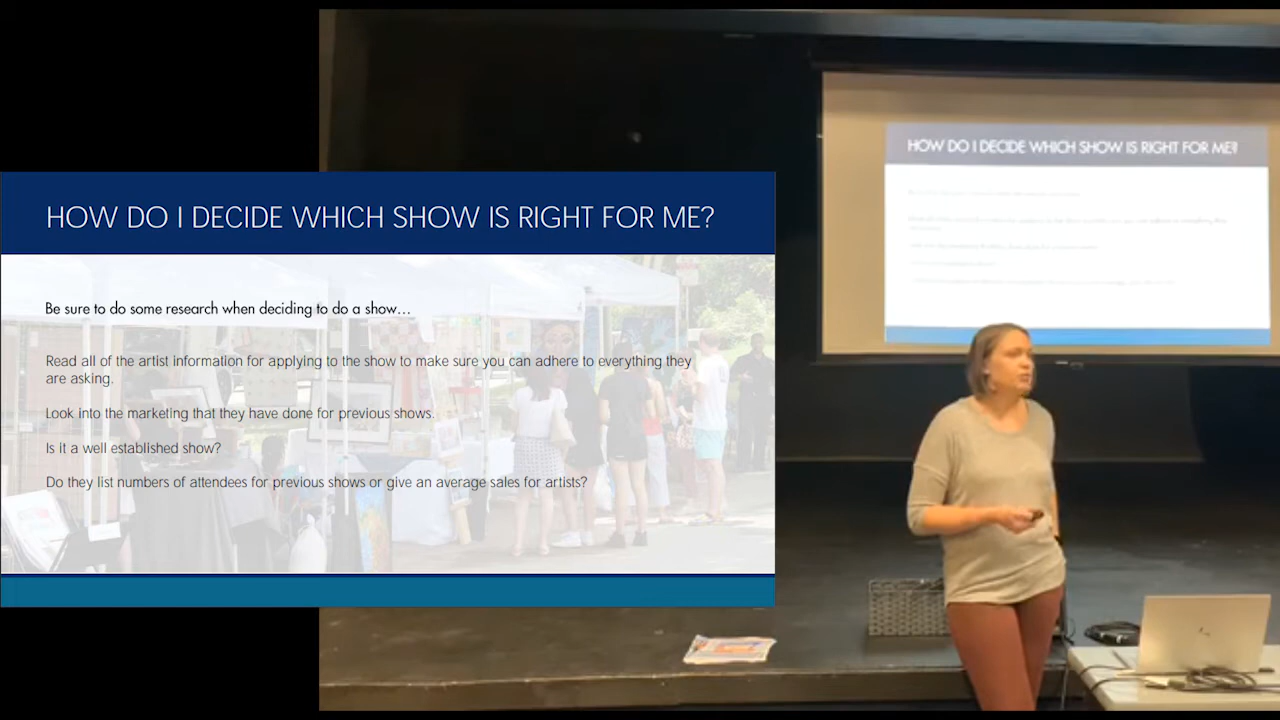 HOW DO I DECIDE WHICH SHOW IS RIGHT FOR ME?
Be sure to do some research when deciding to do a show...
Read all of the artist information for applying to the show to make sure you can adhere to everything they
are asking.
Look into the marketing that they have done for previous shows.
Is it a well established show?
Do they list numbers of attendees for previous shows or give an average sales for artists?
HOW DO I DECIDE WHICH SHOW IS RIGHT FOR ME?